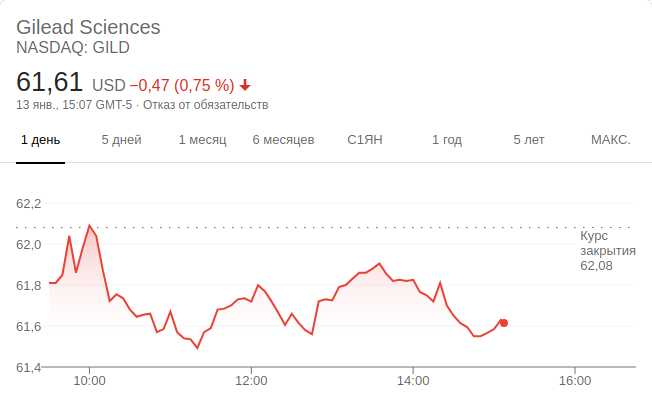 Gilead Sciences
NASDAQ: GILD
61,61 USD −0,47 (0,75 %)
13 янв., 15:07 GMT-5 · Отказ от обязательств
1 день 5 дней 1 месяц 6 месяцев С1ЯН 1 год 5 лет МАКС.
62,2
62,0
61,8
61,6
61,4
Курс
закрытия
62,08
10:00 12:00 14:00 16:00